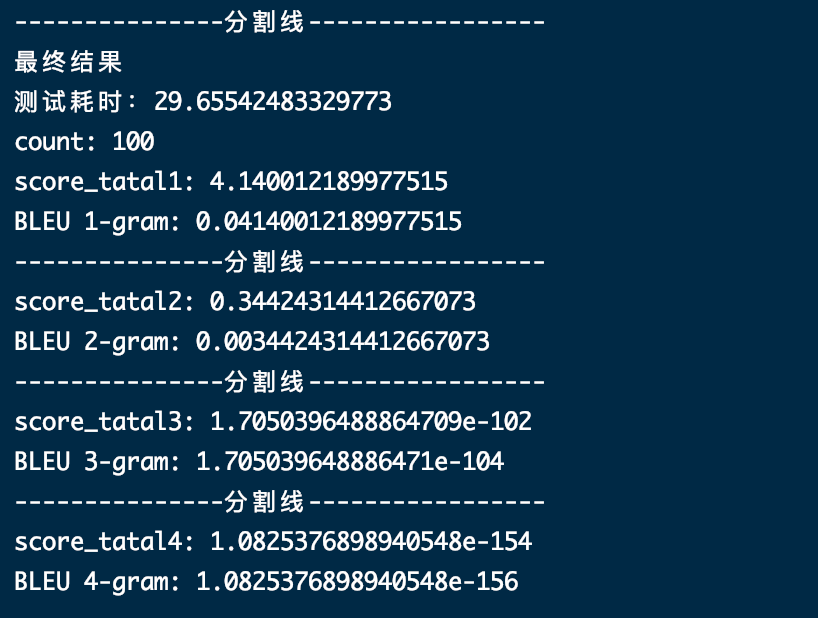 ---------------分割线-----------------
最终结果
测试耗时：29.65542483329773
count: 100
score_tatal1: 4.140012189977515
BLEU 1-gram: 0.04140012189977515
---------------分割线-----------------
score_tatal2: 0.34424314412667073
BLEU 2-gram: 0.0034424314412667073
---------------分割线-----------------
score_tatal3: 1.7050396488864709e-102
BLEU 3-gram: 1.705039648886471e-104
---------------分割线-----------------
score_tatal4: 1.0825376898940548e-154
BLEU 4-gram: 1.0825376898940548e-156